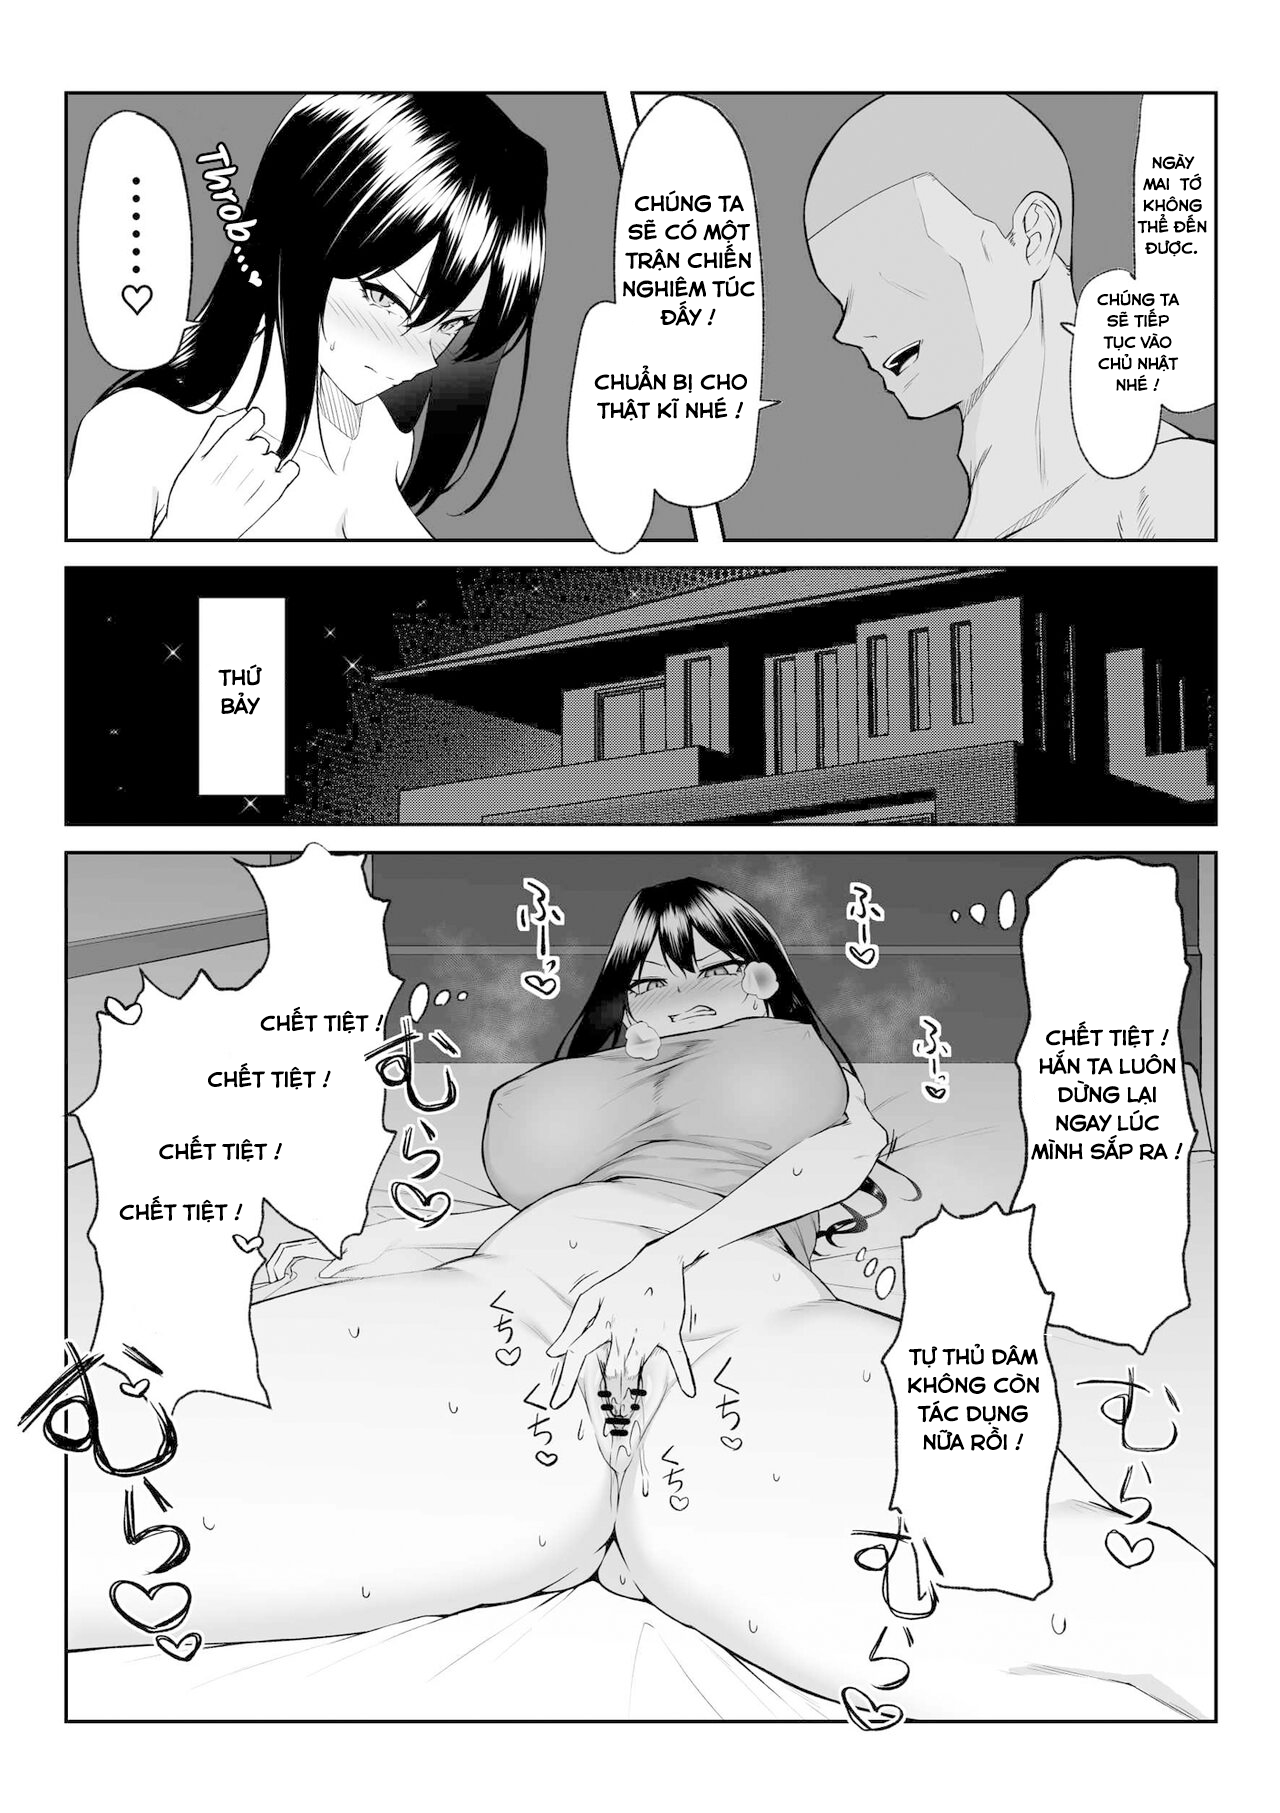 NGÀY
MAI TỚ
KHÔNG
THỂ ĐẾN
ĐƯỢC.
CHÚNG TA
SẼ TIẾP
TỤC VÀO
CHỦ NHẬT
NHÉ !
CHÚNG TA
SẼ CÓ MỘT
TRẬN CHIẾN
NGHIÊM TÚC
ĐẤY !
CHUẨN BỊ CHO
THẬT KĨ NHÉ !
Throb...
.......♡
THỨ
BẢY
CHẾT TIỆT !
HẮN TA LUÔN
DỪNG LẠI
NGAY LÚC
MÌNH SẮP RA !
ふーっ♡
ふーっ♡
ふーっ♡
TỰ THỦ DÂM
KHÔNG CÒN
TÁC DỤNG
NỮA RỒI !
むら♡
むら♡
むら♡
むら♡
くち♡
くち♡
くち♡
くち♡
CHẾT TIỆT !
CHẾT TIỆT !
CHẾT TIỆT !
CHẾT TIỆT !